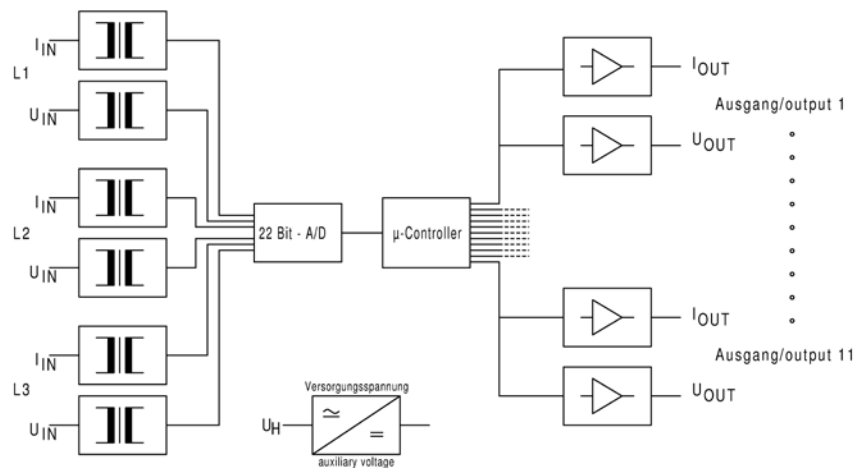 I IN
L1
U IN
I IN
L2
U IN
I IN
L3
U IN
22 Bit - A/D
µ-Controller
I OUT
Ausgang/output 1
U OUT
I OUT
Ausgang/output 11
U OUT
Versorgungsspannung
U H
auxiliary voltage